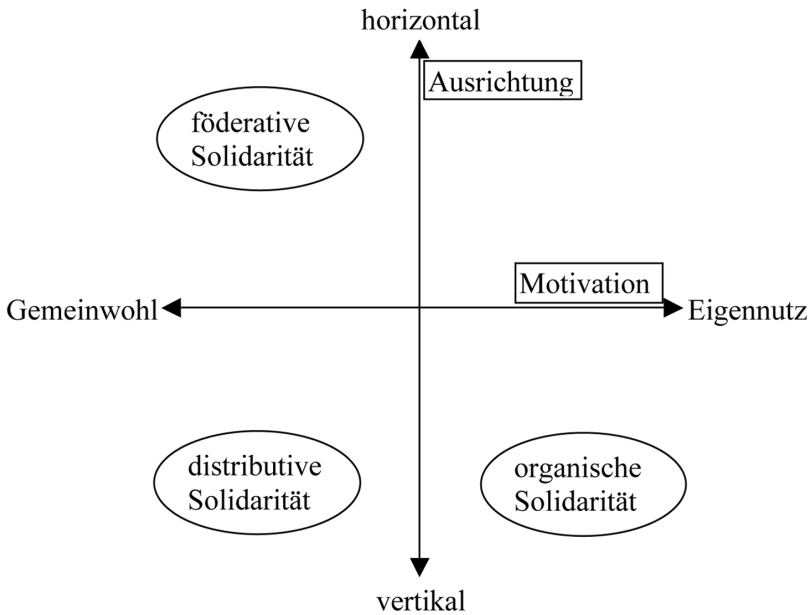 horizontal
Ausrichtung
föderative
Solidarität
Motivation
Gemeinwohl
Eigennutz
distributive
Solidarität
organische
Solidarität
vertikal